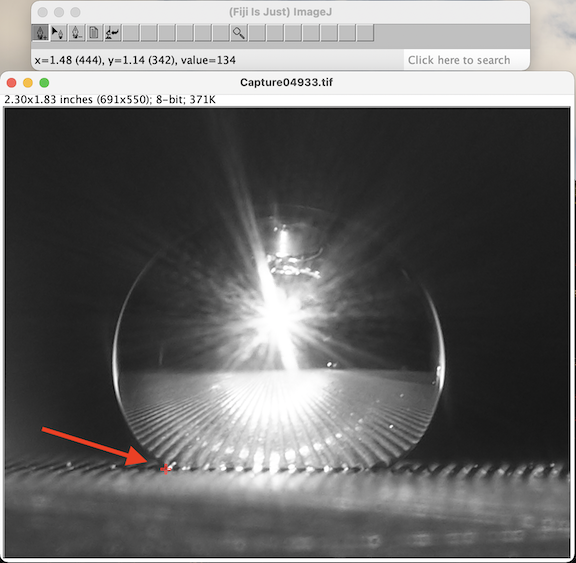 (Fiji Is Just) ImageJ
x=1.48 (444), y=1.14 (342), value=134
Click here to search
Capture04933.tif
2.30x1.83 inches (691x550); 8-bit; 371K